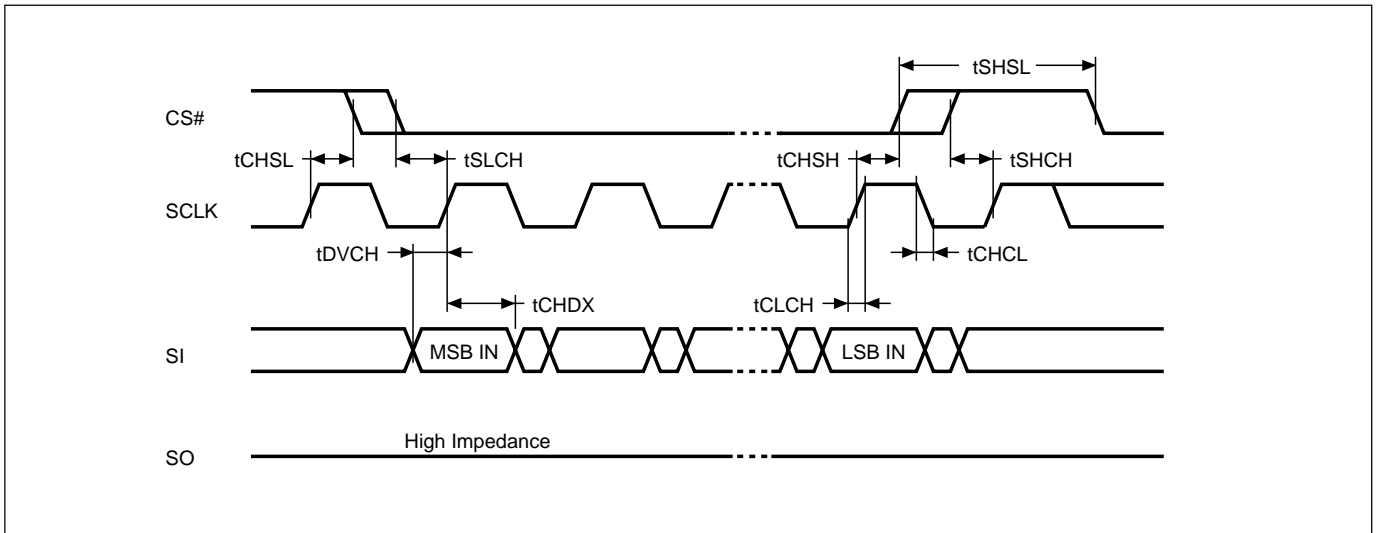 tSHSL
CS#
tCHSL
tSLCH
tCHSH
tSHCH
SCLK
tDVCH
tCHCL
tCHDX
tCLCH
SI
MSB IN
LSB IN
High Impedance
SO